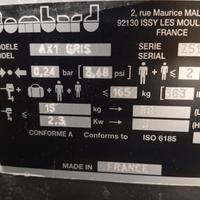 bombard
2, rue Maurice MAL
92130 ISSY LES MOULI
FRANCE
MODELE
MODEL
AX1 GRIS
SERIE
SERIAL
Z51
0,24 bar 3,48 psi
≤ 2
≤ 165 kg 363
≤ 15 kg
2,3 kW
CONFORME A Conforms to ISO 6185
MADE IN FRANCE